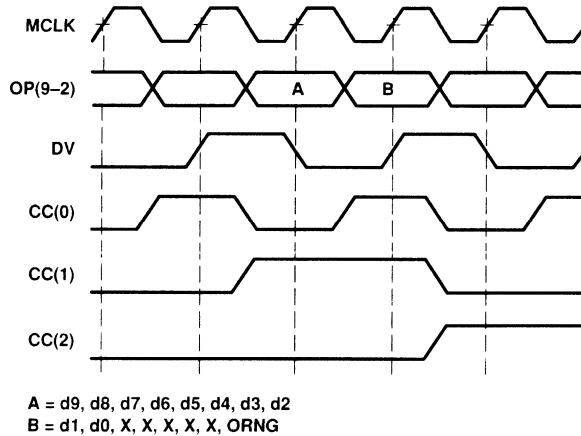 MCLK
OP(9–2)
A
B
DV
CC(0)
CC(1)
CC(2)
A = d9, d8, d7, d6, d5, d4, d3, d2
B = d1, d0, X, X, X, X, X, ORNG